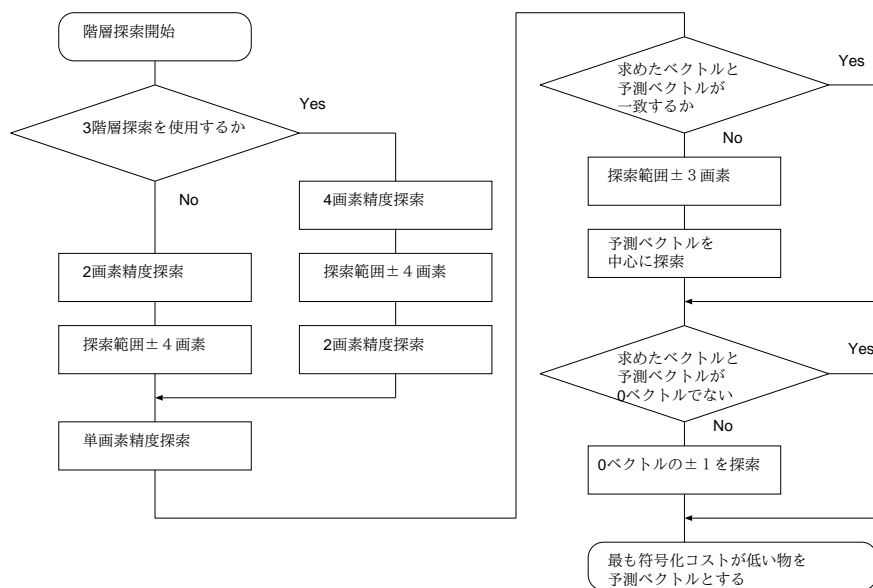 階層探索開始
3階層探索を使用するか
Yes
No
4画素精度探索
2画素精度探索
探索範囲±４画素
探索範囲±４画素
2画素精度探索
単画素精度探索
求めたベクトルと
予測ベクトルが
一致するか
Yes
No
探索範囲±３画素
予測ベクトルを
中心に探索
求めたベクトルと
予測ベクトルが
0ベクトルでない
Yes
No
0ベクトルの±１を探索
最も符号化コストが低い物を
予測ベクトルとする